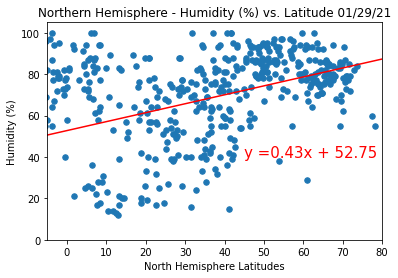 Northern Hemisphere - Humidity (%) vs. Latitude 01/29/21
100
80
60
40
20
0
Humidity (%)
y =0.43x + 52.75
0 10 20 30 40 50 60 70 80
North Hemisphere Latitudes